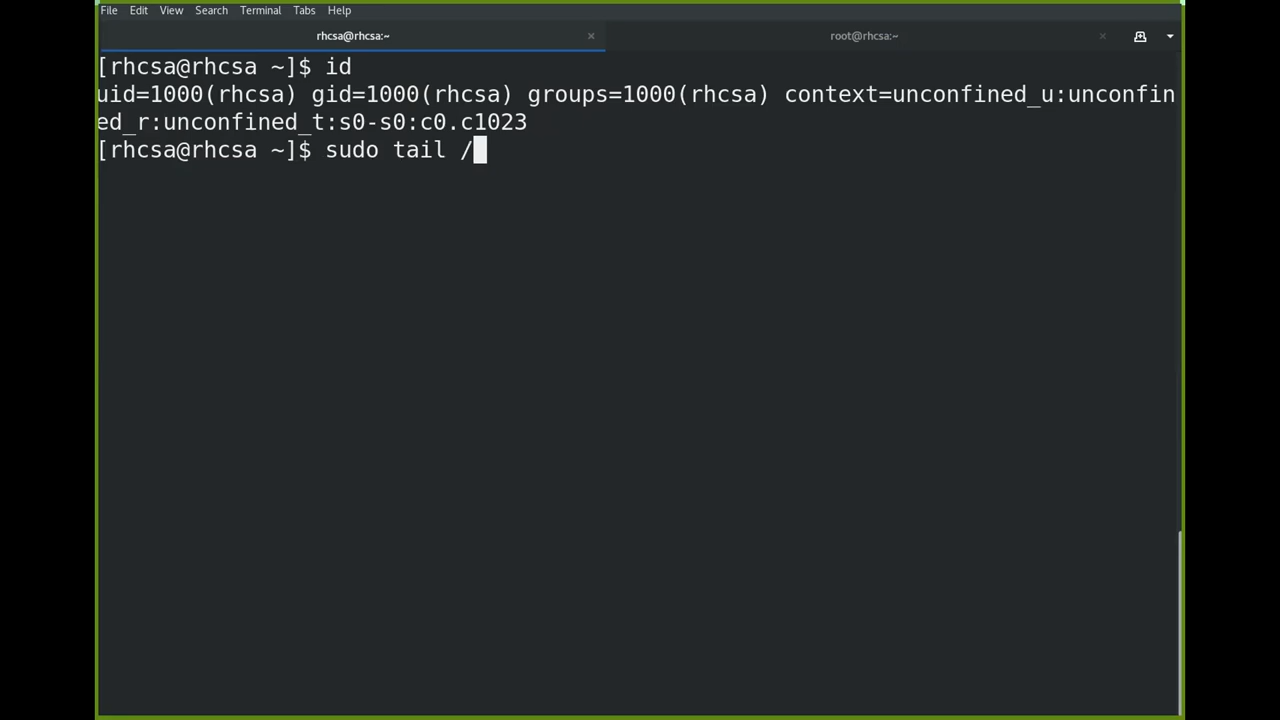 File Edit View Search Terminal Tabs Help
rhcsa@rhcsa:~ × root@rhcsa:~ ×
[rhcsa@rhcsa ~]$ id
uid=1000(rhcsa) gid=1000(rhcsa) groups=1000(rhcsa) context=unconfined_u:unconfin
ed_r:unconfined_t:s0-s0:c0.c1023
[rhcsa@rhcsa ~]$ sudo tail /